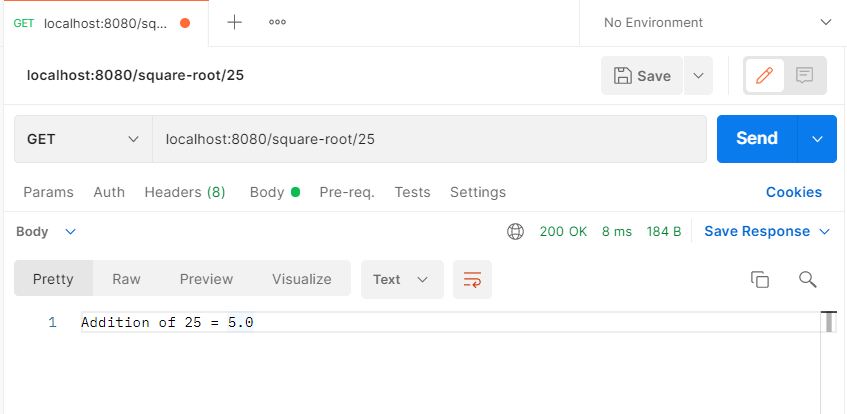 GET localhost:8080/sq... No Environment
localhost:8080/square-root/25 Save
GET localhost:8080/square-root/25 Send
Params Auth Headers (8) Body Pre-req. Tests Settings Cookies
Body 200 OK 8 ms 184 B Save Response
Pretty Raw Preview Visualize Text
1 Addition of 25 = 5.0